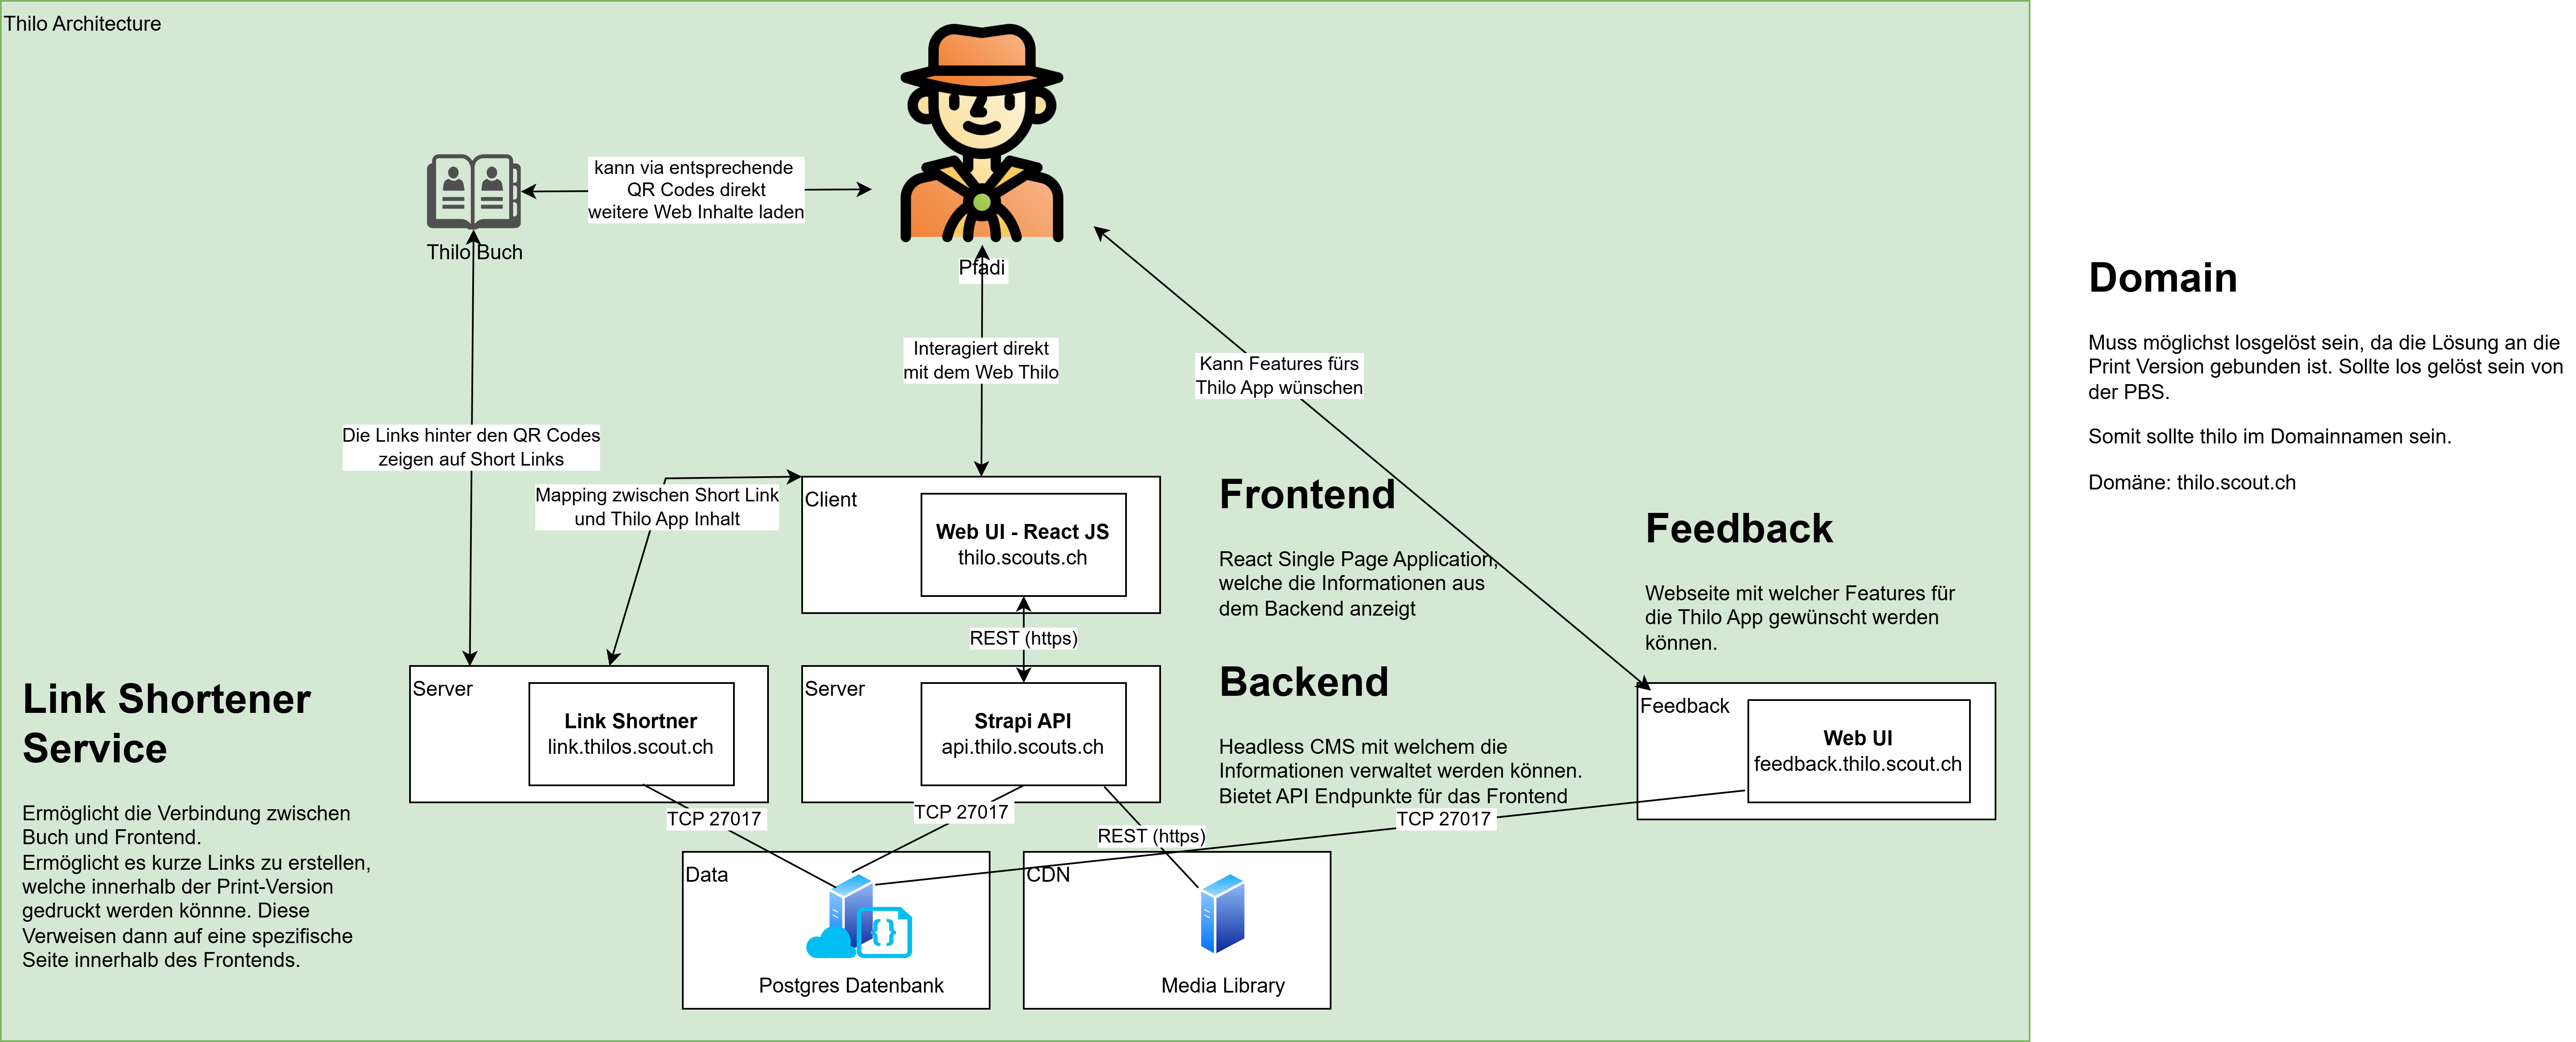 Thilo Architecture
kann via entsprechende
QR Codes direkt
weitere Web Inhalte laden
Thilo Buch
Pfadi
Interagiert direkt
mit dem Web Thilo
Kann Features fürs
Thilo App wünschen
Die Links hinter den QR Codes
zeigen auf Short Links
Mapping zwischen Short Link
und Thilo App Inhalt
Client
Web UI - React JS
thilo.scouts.ch
Frontend
React Single Page Application,
welche die Informationen aus
dem Backend anzeigt
REST (https)
Feedback
Webseite mit welcher Features für
die Thilo App gewünscht werden
können.
Domain
Muss möglichst losgelöst sein, da die Lösung an die
Print Version gebunden ist. Sollte los gelöst sein von
der PBS.
Somit sollte thilo im Domainnamen sein.
Domäne: thilo.scout.ch
Link Shortener
Service
Ermöglicht die Verbindung zwischen
Buch und Frontend.
Ermöglicht es kurze Links zu erstellen,
welche innerhalb der Print-Version
gedruckt werden könnne. Diese
Verweisen dann auf eine spezifische
Seite innerhalb des Frontends.
Server
Link Shortner
link.thilos.scout.ch
Server
Strapi API
api.thilo.scouts.ch
Backend
Headless CMS mit welchem die
Informationen verwaltet werden können.
Bietet API Endpunkte für das Frontend
Feedback
Web UI
feedback.thilo.scout.ch
TCP 27017
TCP 27017
REST (https)
TCP 27017
Data
Postgres Datenbank
CDN
Media Library